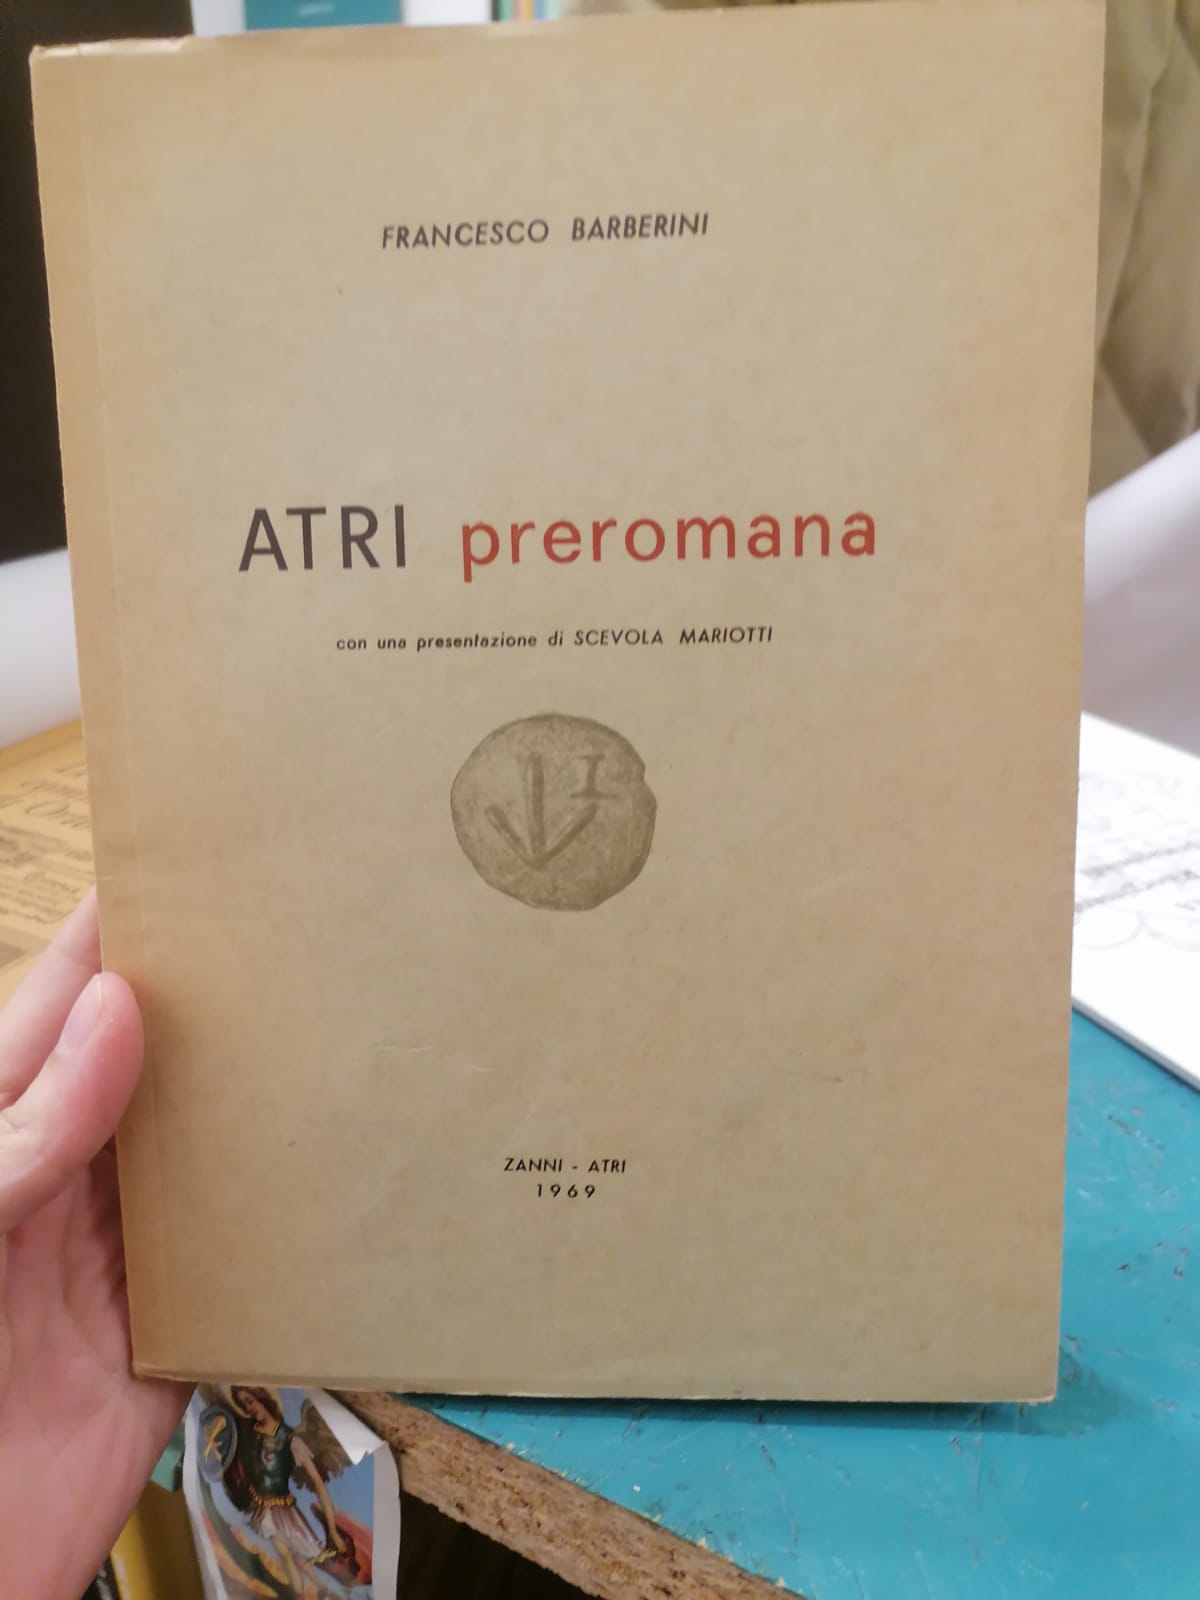 FRANCESCO BARBERINI
ATRI preromana
con una presentazione di SCEVOLA MARIOTTI
I
ZANNI - ATRI
1969